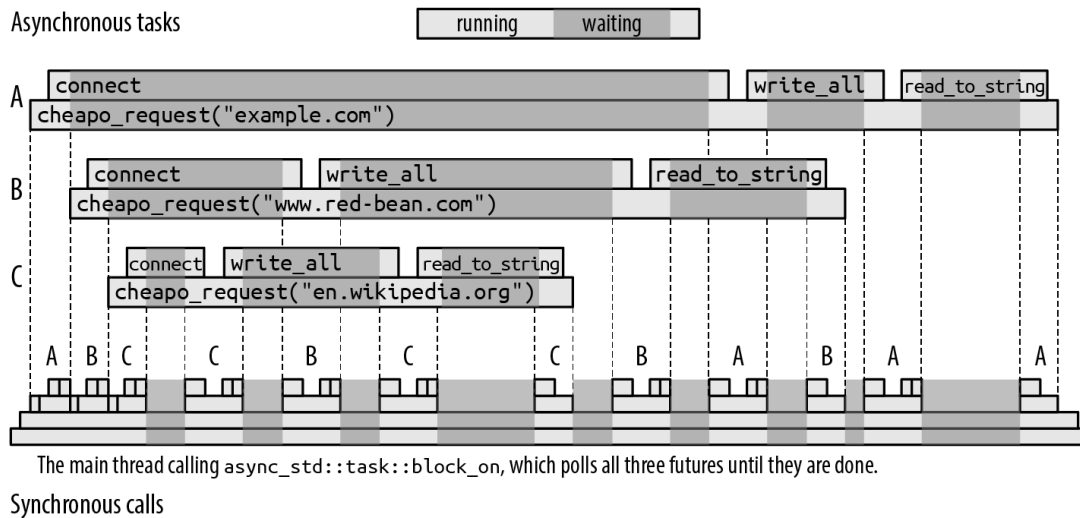 Asynchronous tasks
running waiting
A
connect write_all read_to_string
cheapo_request("example.com")
B
connect write_all read_to_string
cheapo_request("www.red-bean.com")
C
connect write_all read_to_string
cheapo_request("en.wikipedia.org")
A B C C B C C B A B A A
The main thread calling async_std::task::block_on, which polls all three futures until they are done.
Synchronous calls